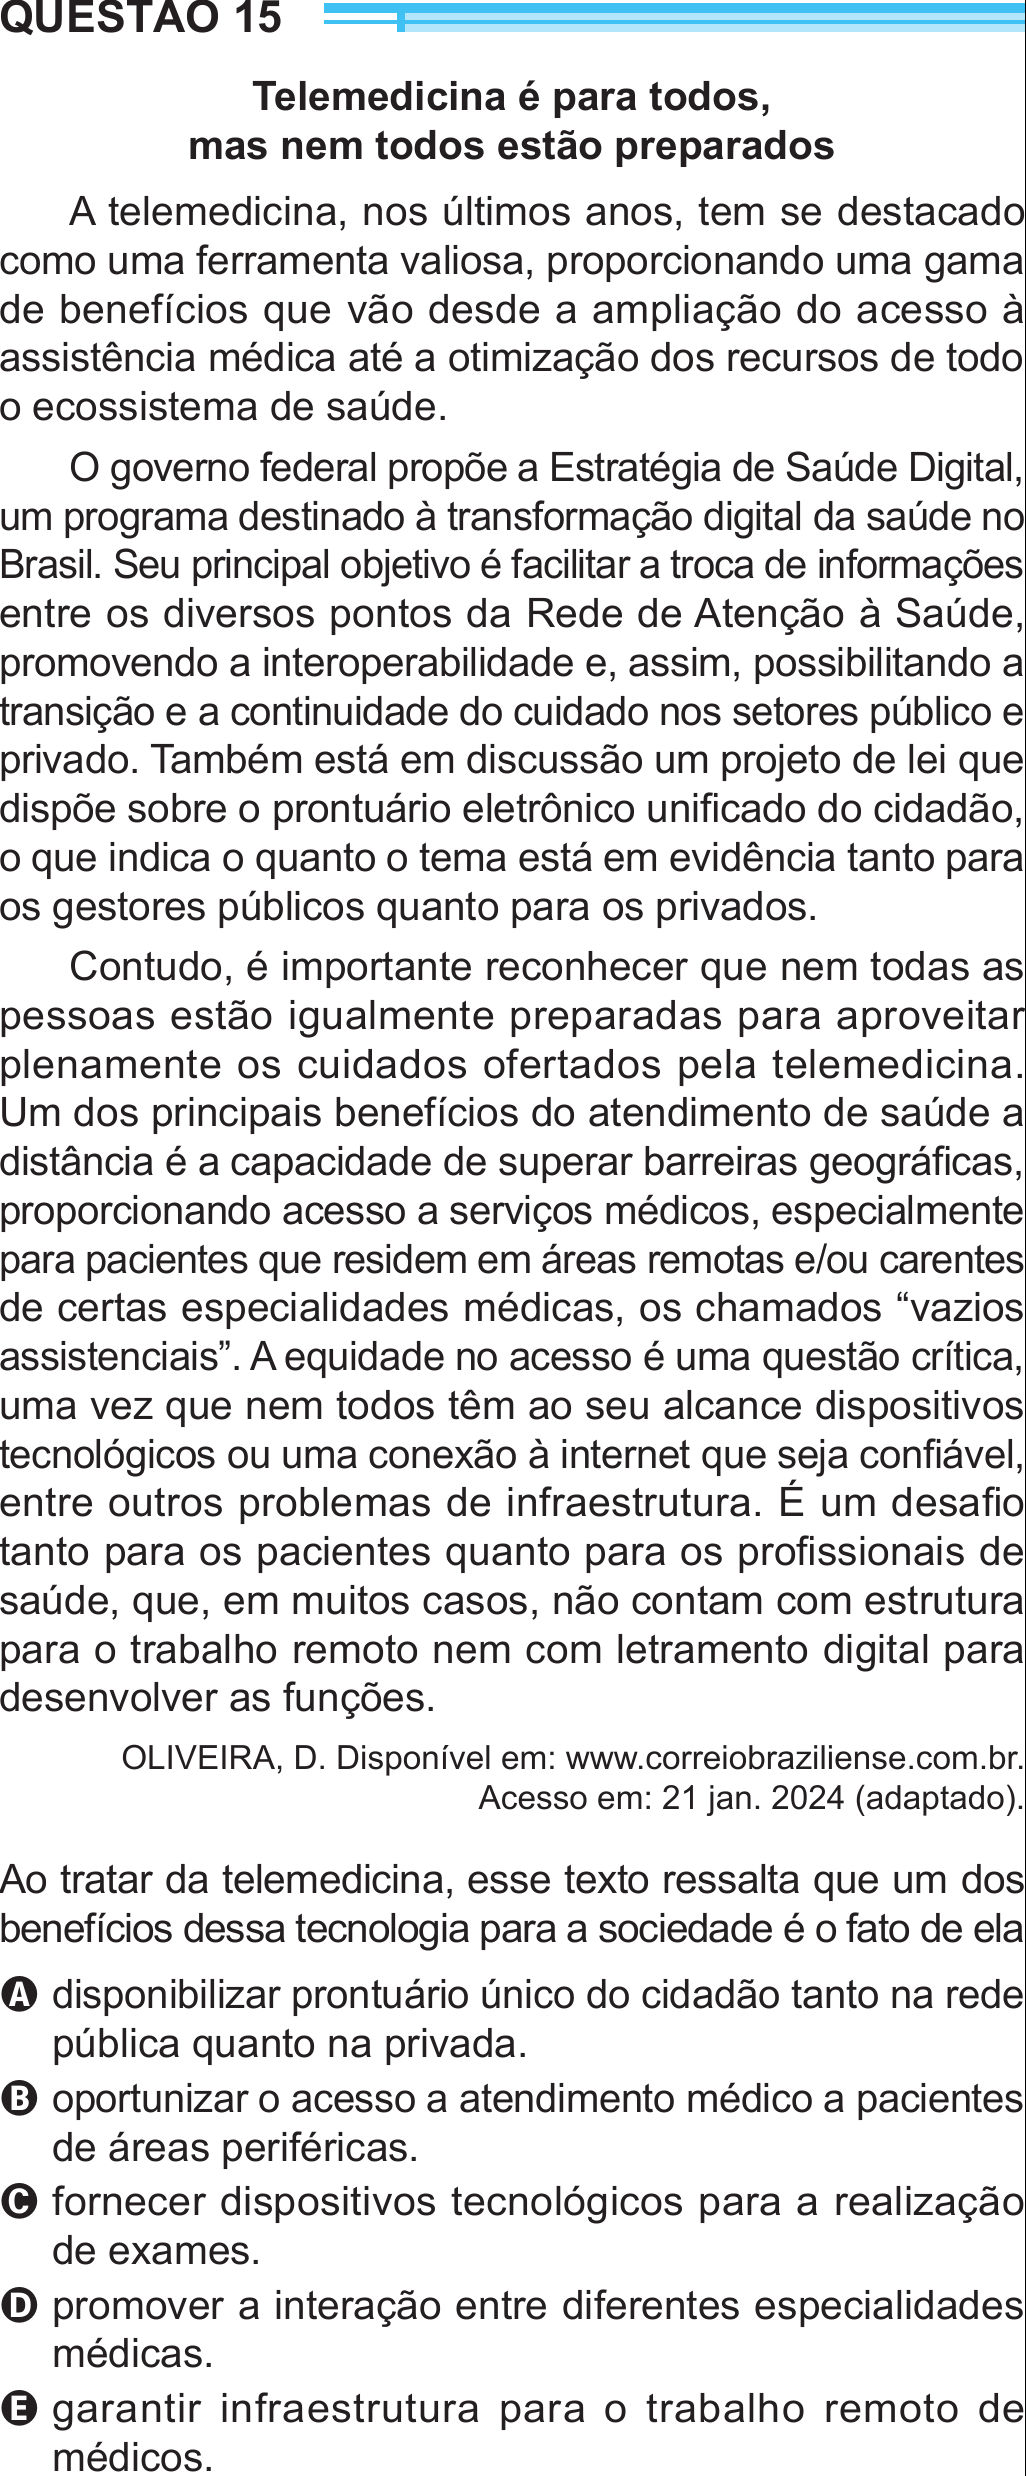 QUESTÃO 15
Telemedicina é para todos,
mas nem todos estão preparados
A telemedicina, nos últimos anos, tem se destacado
como uma ferramenta valiosa, proporcionando uma gama
de benefícios que vão desde a ampliação do acesso à
assistência médica até a otimização dos recursos de todo
o ecossistema de saúde.
O governo federal propõe a Estratégia de Saúde Digital,
um programa destinado à transformação digital da saúde no
Brasil. Seu principal objetivo é facilitar a troca de informações
entre os diversos pontos da Rede de Atenção à Saúde,
promovendo a interoperabilidade e, assim, possibilitando a
transição e a continuidade do cuidado nos setores público e
privado. Também está em discussão um projeto de lei que
dispõe sobre o prontuário eletrônico unificado do cidadão,
o que indica o quanto o tema está em evidência tanto para
os gestores públicos quanto para os privados.
Contudo, é importante reconhecer que nem todas as
pessoas estão igualmente preparadas para aproveitar
plenamente os cuidados ofertados pela telemedicina.
Um dos principais benefícios do atendimento de saúde a
distância é a capacidade de superar barreiras geográficas,
proporcionando acesso a serviços médicos, especialmente
para pacientes que residem em áreas remotas e/ou carentes
de certas especialidades médicas, os chamados “vazios
assistenciais”. A equidade no acesso é uma questão crítica,
uma vez que nem todos têm ao seu alcance dispositivos
tecnológicos ou uma conexão à internet que seja confiável,
entre outros problemas de infraestrutura. É um desafio
tanto para os pacientes quanto para os profissionais de
saúde, que, em muitos casos, não contam com estrutura
para o trabalho remoto nem com letramento digital para
desenvolver as funções.
OLIVEIRA, D. Disponível em: www.correiobraziliense.com.br.
Acesso em: 21 jan. 2024 (adaptado).
Ao tratar da telemedicina, esse texto ressalta que um dos
benefícios dessa tecnologia para a sociedade é o fato de ela
A disponibilizar prontuário único do cidadão tanto na rede
pública quanto na privada.
B oportunizar o acesso a atendimento médico a pacientes
de áreas periféricas.
C fornecer dispositivos tecnológicos para a realização
de exames.
D promover a interação entre diferentes especialidades
médicas.
E garantir infraestrutura para o trabalho remoto de
médicos.